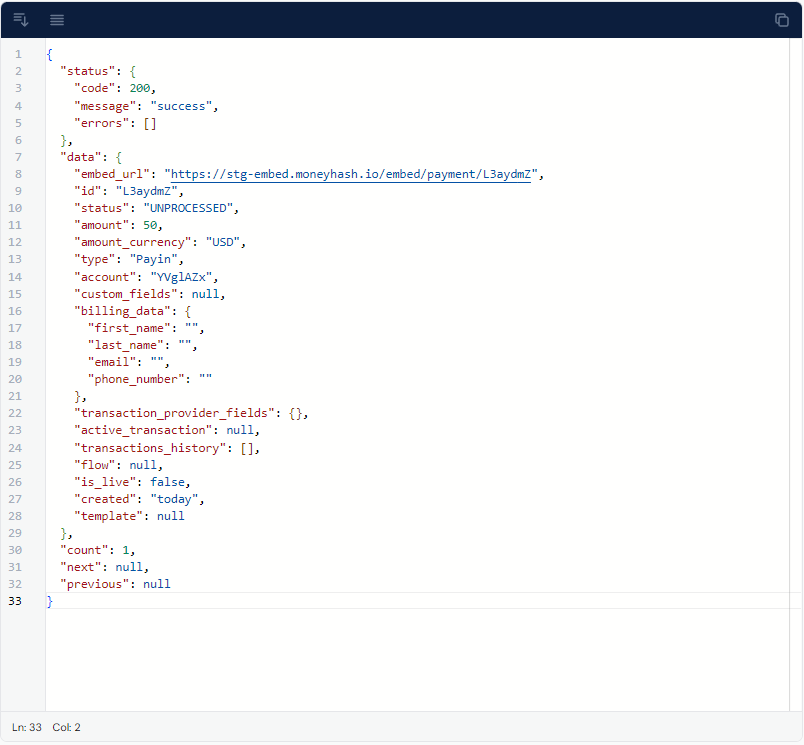 1 {
2   "status": {
3     "code": 200,
4     "message": "success",
5     "errors": []
6   },
7   "data": {
8     "embed_url": "https://stg-embed.moneyhash.io/embed/payment/L3aydmZ",
9     "id": "L3aydmZ",
10     "status": "UNPROCESSED",
11     "amount": 50,
12     "amount_currency": "USD",
13     "type": "Payin",
14     "account": "YVglAZx",
15     "custom_fields": null,
16     "billing_data": {
17       "first_name": "",
18       "last_name": "",
19       "email": "",
20       "phone_number": ""
21     },
22     "transaction_provider_fields": {},
23     "active_transaction": null,
24     "transactions_history": [],
25     "flow": null,
26     "is_live": false,
27     "created": "today",
28     "template": null
29   },
30   "count": 1,
31   "next": null,
32   "previous": null
33 }
Ln: 33 Col: 2